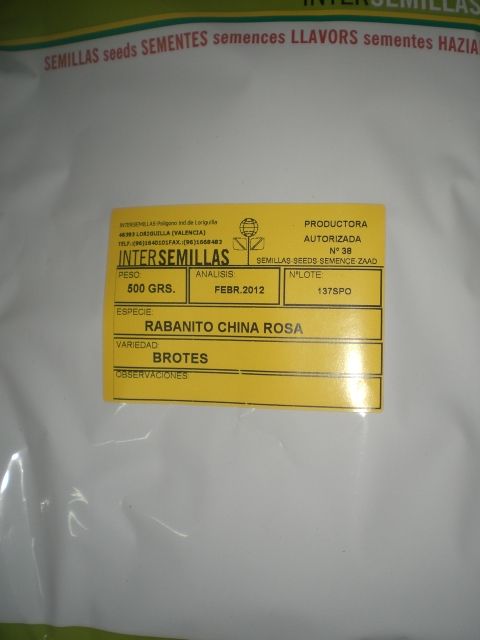 INTERSEMILLAS
SEMILLAS seeds SEMENTES semences LLAVORS sementes HAZIA
INTERSEMILLAS-Poligono Ind.de Loriguilla
46393 LORIGUILLA (VALENCIA)
TELF:(96)1640101FAX.:(96)1668483
INTERSEMILLAS
PRODUCTORA
AUTORIZADA
Nº 38
SEMILLAS-SEEDS-SEMENCE-ZAAD
PESO:
500 GRS.
ANALISIS:
FEBR.2012
NºLOTE:
137SPO
ESPECIE:
RABANITO CHINA ROSA
VARIEDAD:
BROTES
OBSERVACIONES: